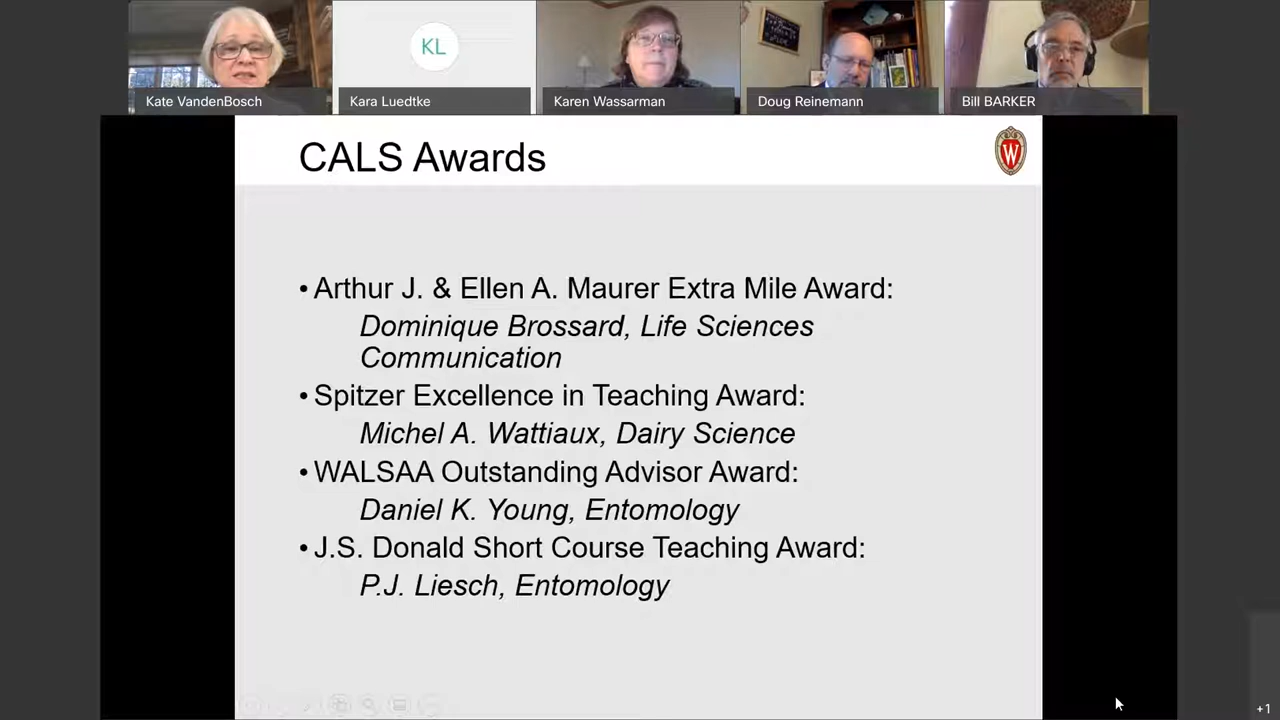 Kate VandenBosch
KL
Kara Luedtke
Karen Wassarman
Doug Reinemann
Bill BARKER
CALS Awards
W
• Arthur J. & Ellen A. Maurer Extra Mile Award:
Dominique Brossard, Life Sciences
Communication
• Spitzer Excellence in Teaching Award:
Michel A. Wattiaux, Dairy Science
• WALSAA Outstanding Advisor Award:
Daniel K. Young, Entomology
• J.S. Donald Short Course Teaching Award:
P.J. Liesch, Entomology
+1